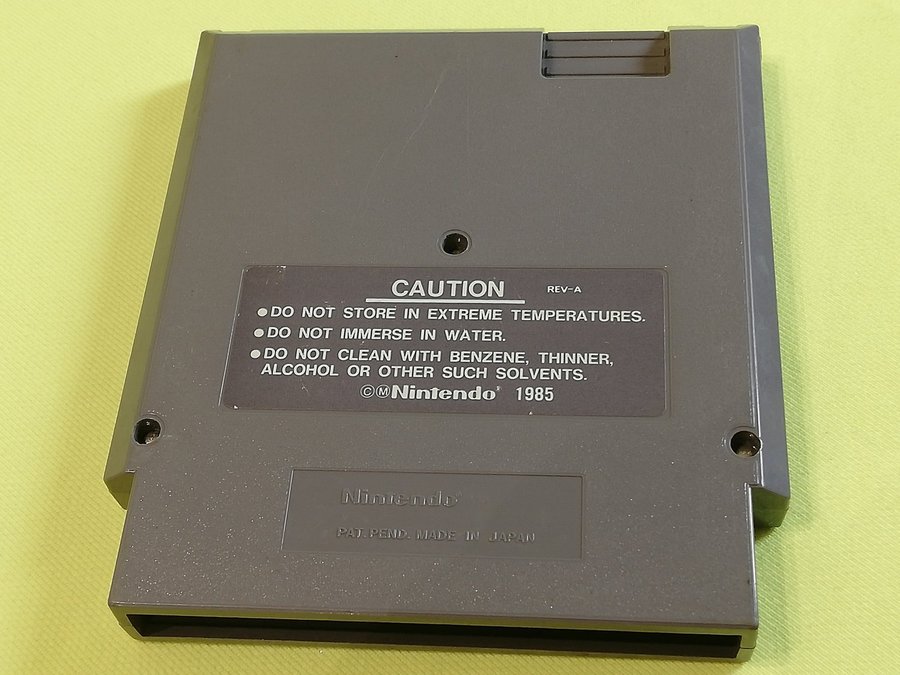 CAUTION REV-A
●DO NOT STORE IN EXTREME TEMPERATURES.
●DO NOT IMMERSE IN WATER.
●DO NOT CLEAN WITH BENZENE, THINNER,
ALCOHOL OR OTHER SUCH SOLVENTS.
©Ⓜ Nintendo® 1985
Nintendo®
PAT. PEND. MADE IN JAPAN